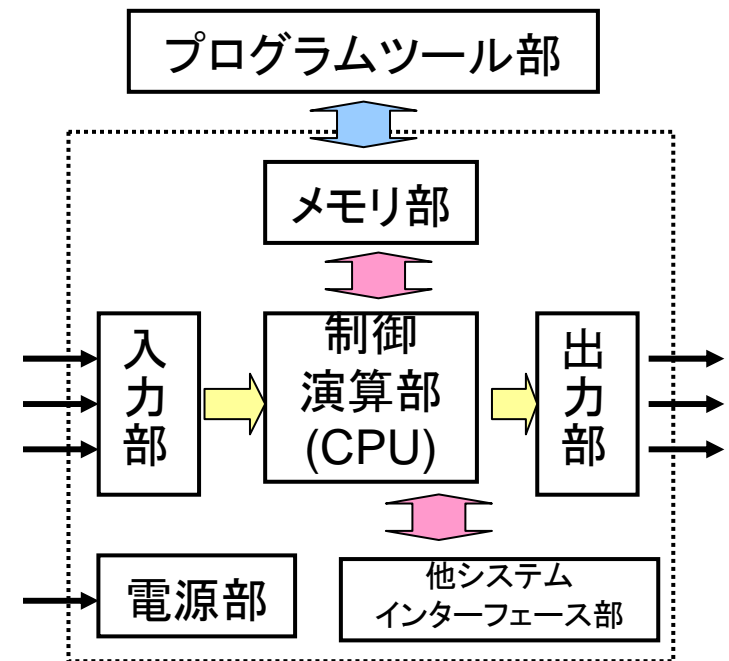 プログラムツール部
メモリ部
入力部
制御
演算部
(CPU)
出力部
電源部
他システム
インターフェース部